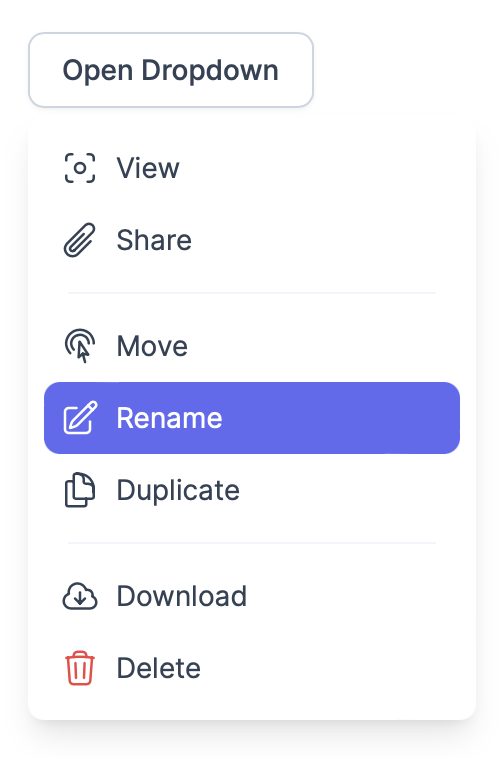 Open Dropdown
View
Share
Move
Rename
Duplicate
Download
Delete